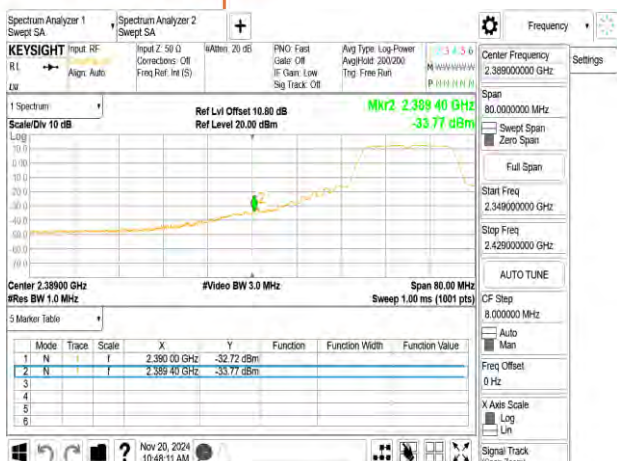 Spectrum Analyzer 1
Swept SA
Spectrum Analyzer 2
Swept SA
+
Frequency
KEYSIGHT
RL
Input: RF
Align: Auto
Input Z: 50 Ω
Corrections: Off
Freq Ref: Int (S)
#Atten: 20 dB
PNO: Fast
Gate: Off
IF Gain: Low
Sig Track: Off
Avg Type: Log-Power
Avg|Hold: 200/200
Trig: Free Run
M W W W W W
P N N N N N
Center Frequency
2.389000000 GHz
Settings
Span
80.0000000 MHz
Swept Span
Zero Span
Full Span
Start Freq
2.349000000 GHz
Stop Freq
2.429000000 GHz
AUTO TUNE
CF Step
8.000000 MHz
Auto
Man
Freq Offset
0 Hz
X Axis Scale
Log
Lin
Signal Track
1 Spectrum
Scale/Div 10 dB
Log
Ref Lvl Offset 10.80 dB
Ref Level 20.00 dBm
Mkr2 2.389 40 GHz
-33.77 dBm
2
Center 2.38900 GHz
#Res BW 1.0 MHz
#Video BW 3.0 MHz
Span 80.00 MHz
Sweep 1.00 ms (1001 pts)
5 Marker Table
Mode Trace Scale X Y Function Function Width Function Value
1 N 1 f 2.390 00 GHz -32.72 dBm
2 N 1 f 2.389 40 GHz -33.77 dBm
3
4
5
6
?
Nov 20, 2024
10:48:11 AM